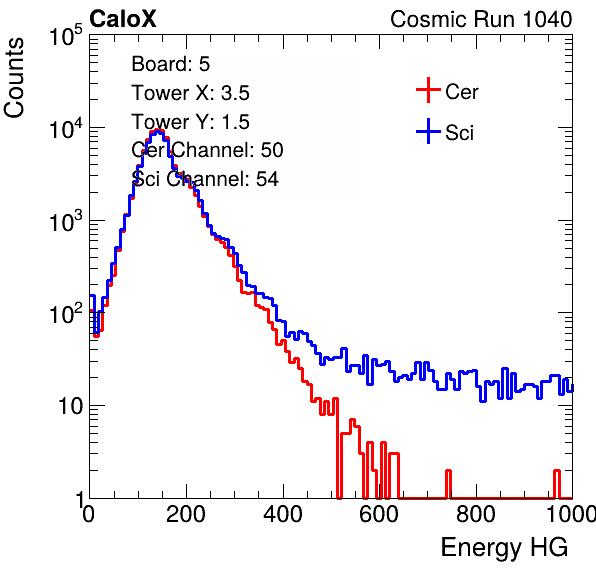 CaloX Cosmic Run 1040
Counts
Board: 5
Tower X: 3.5
Tower Y: 1.5
Cer Channel: 50
Sci Channel: 54
Cer
Sci
10^5
10^4
10^3
10^2
10
1
0 200 400 600 800 1000
Energy HG